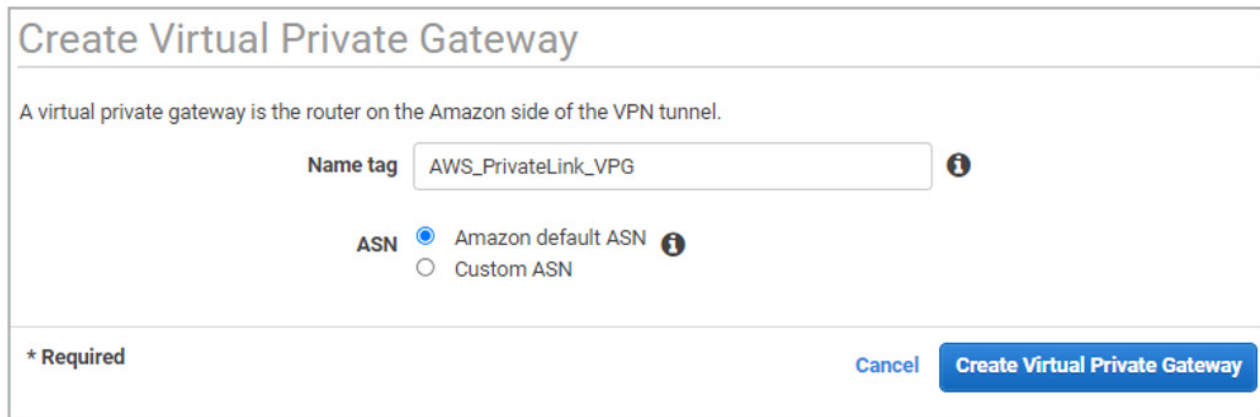 Create Virtual Private Gateway
A virtual private gateway is the router on the Amazon side of the VPN tunnel.
Name tag AWS_PrivateLink_VPG
ASN Amazon default ASN
Custom ASN
* Required Cancel Create Virtual Private Gateway